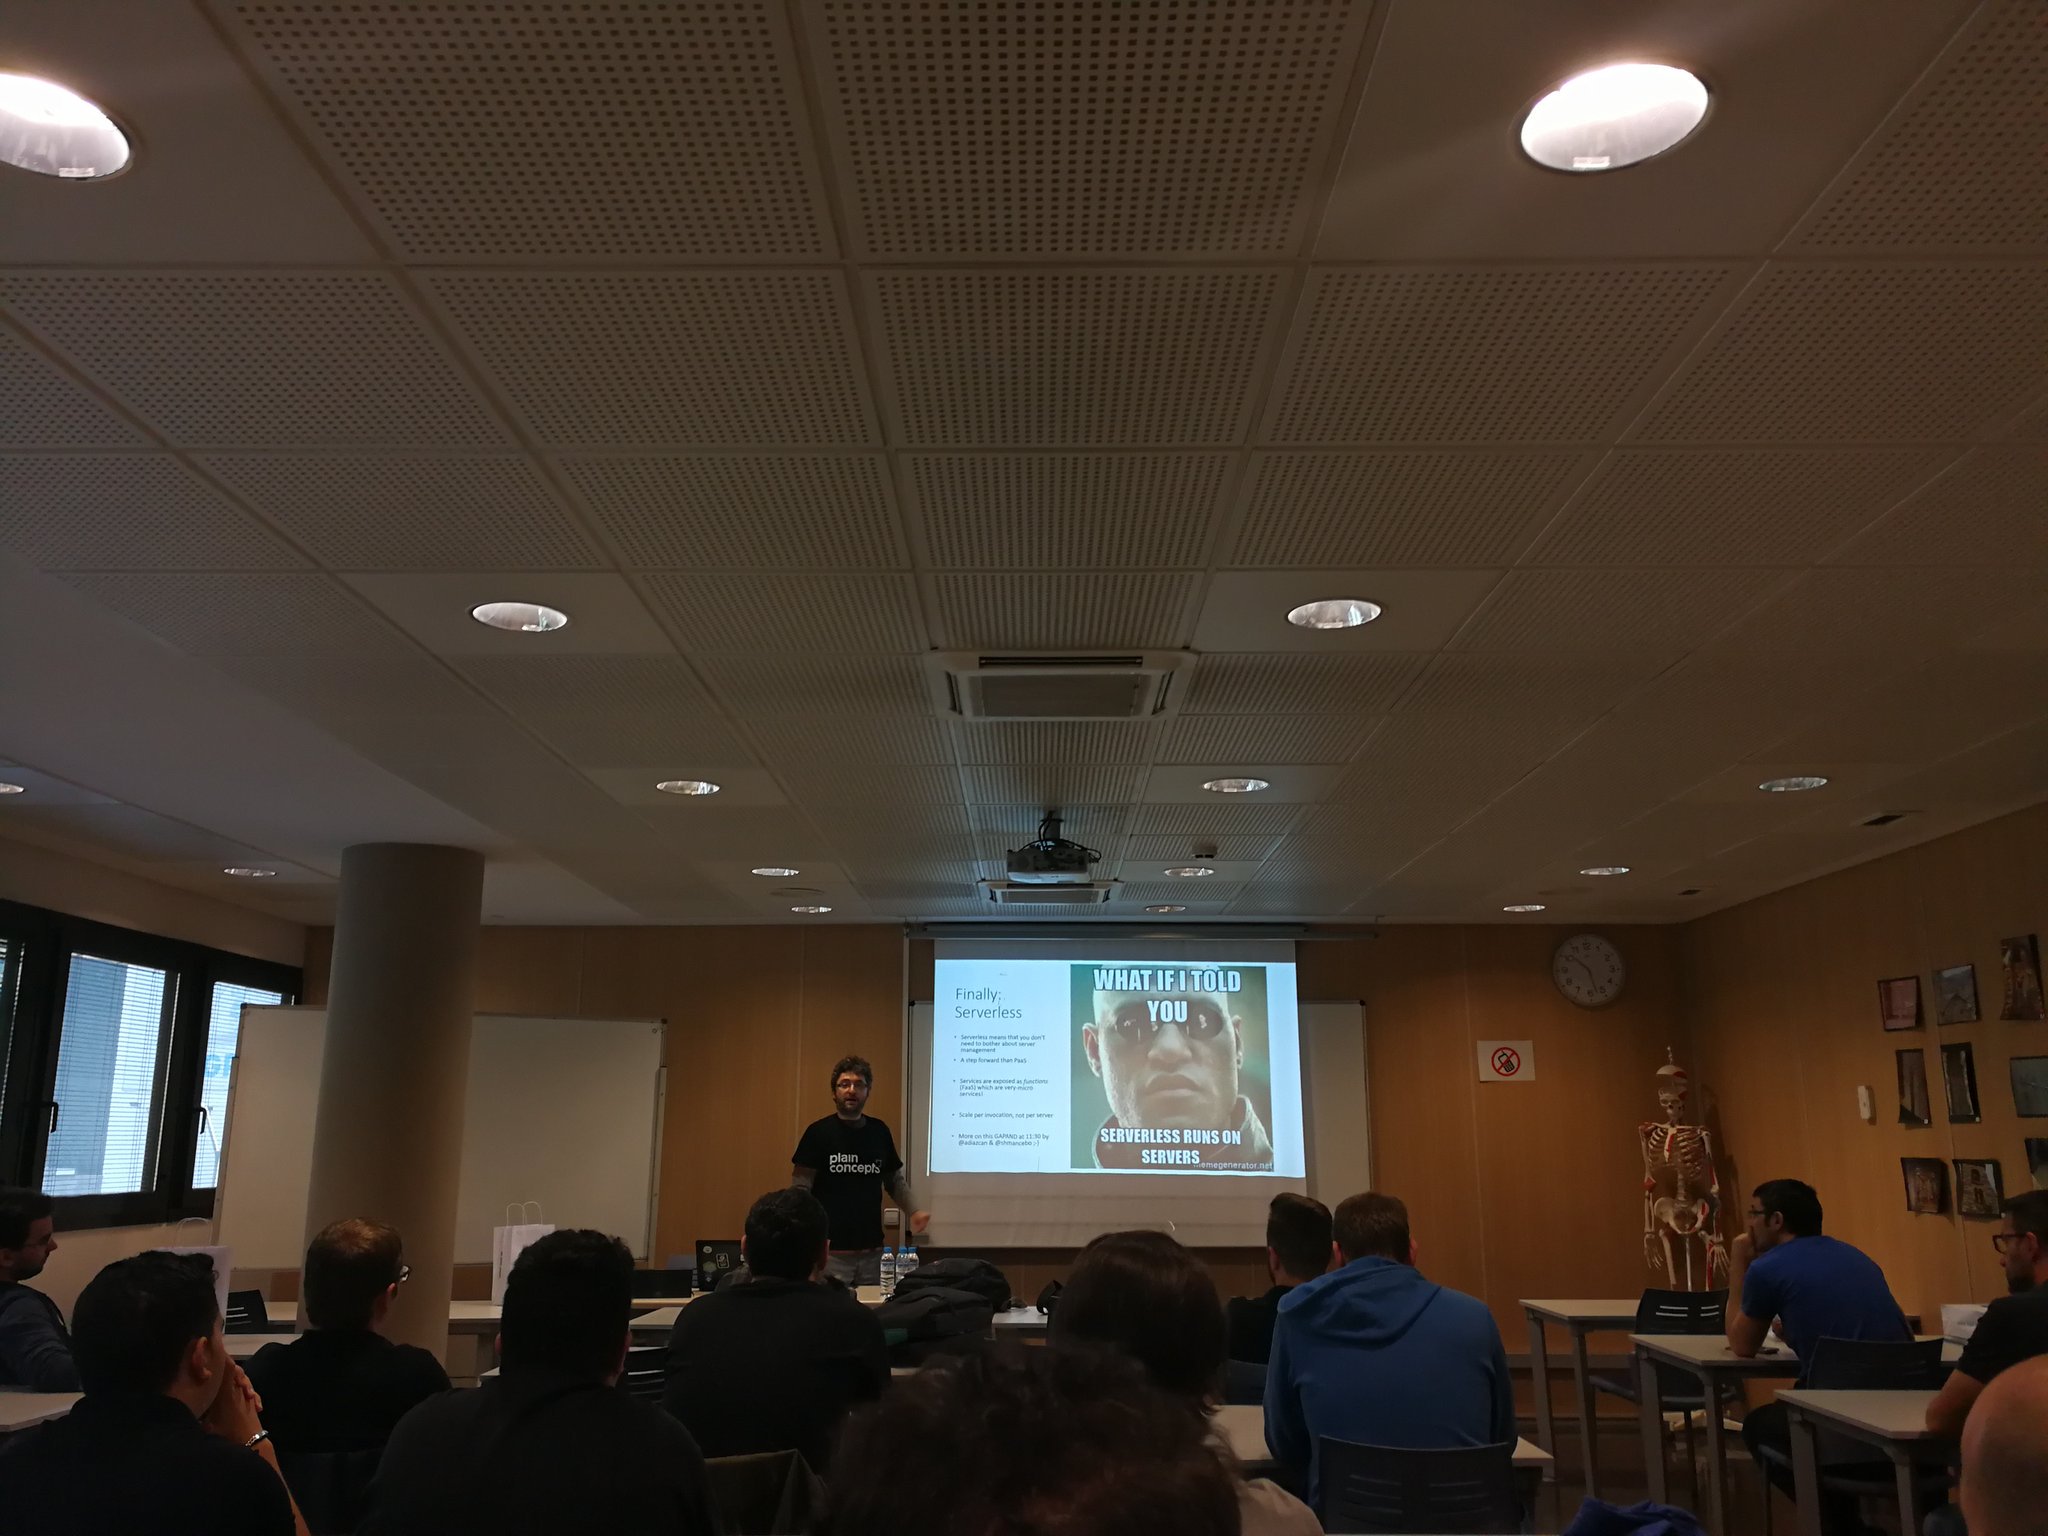 Finally:
Serverless
• Serverless means that you don't
need to bother about server
management
• A step forward than PaaS
• Services are exposed as functions
(FaaS) which are very-micro
services!
• Scale per invocation, not per server
• More on this GAPAND at 11:30 by
@adiazcan & @shmancebo ;-)
WHAT IF I TOLD
YOU
SERVERLESS RUNS ON
SERVERS
memegenerator.net
plain
concepts